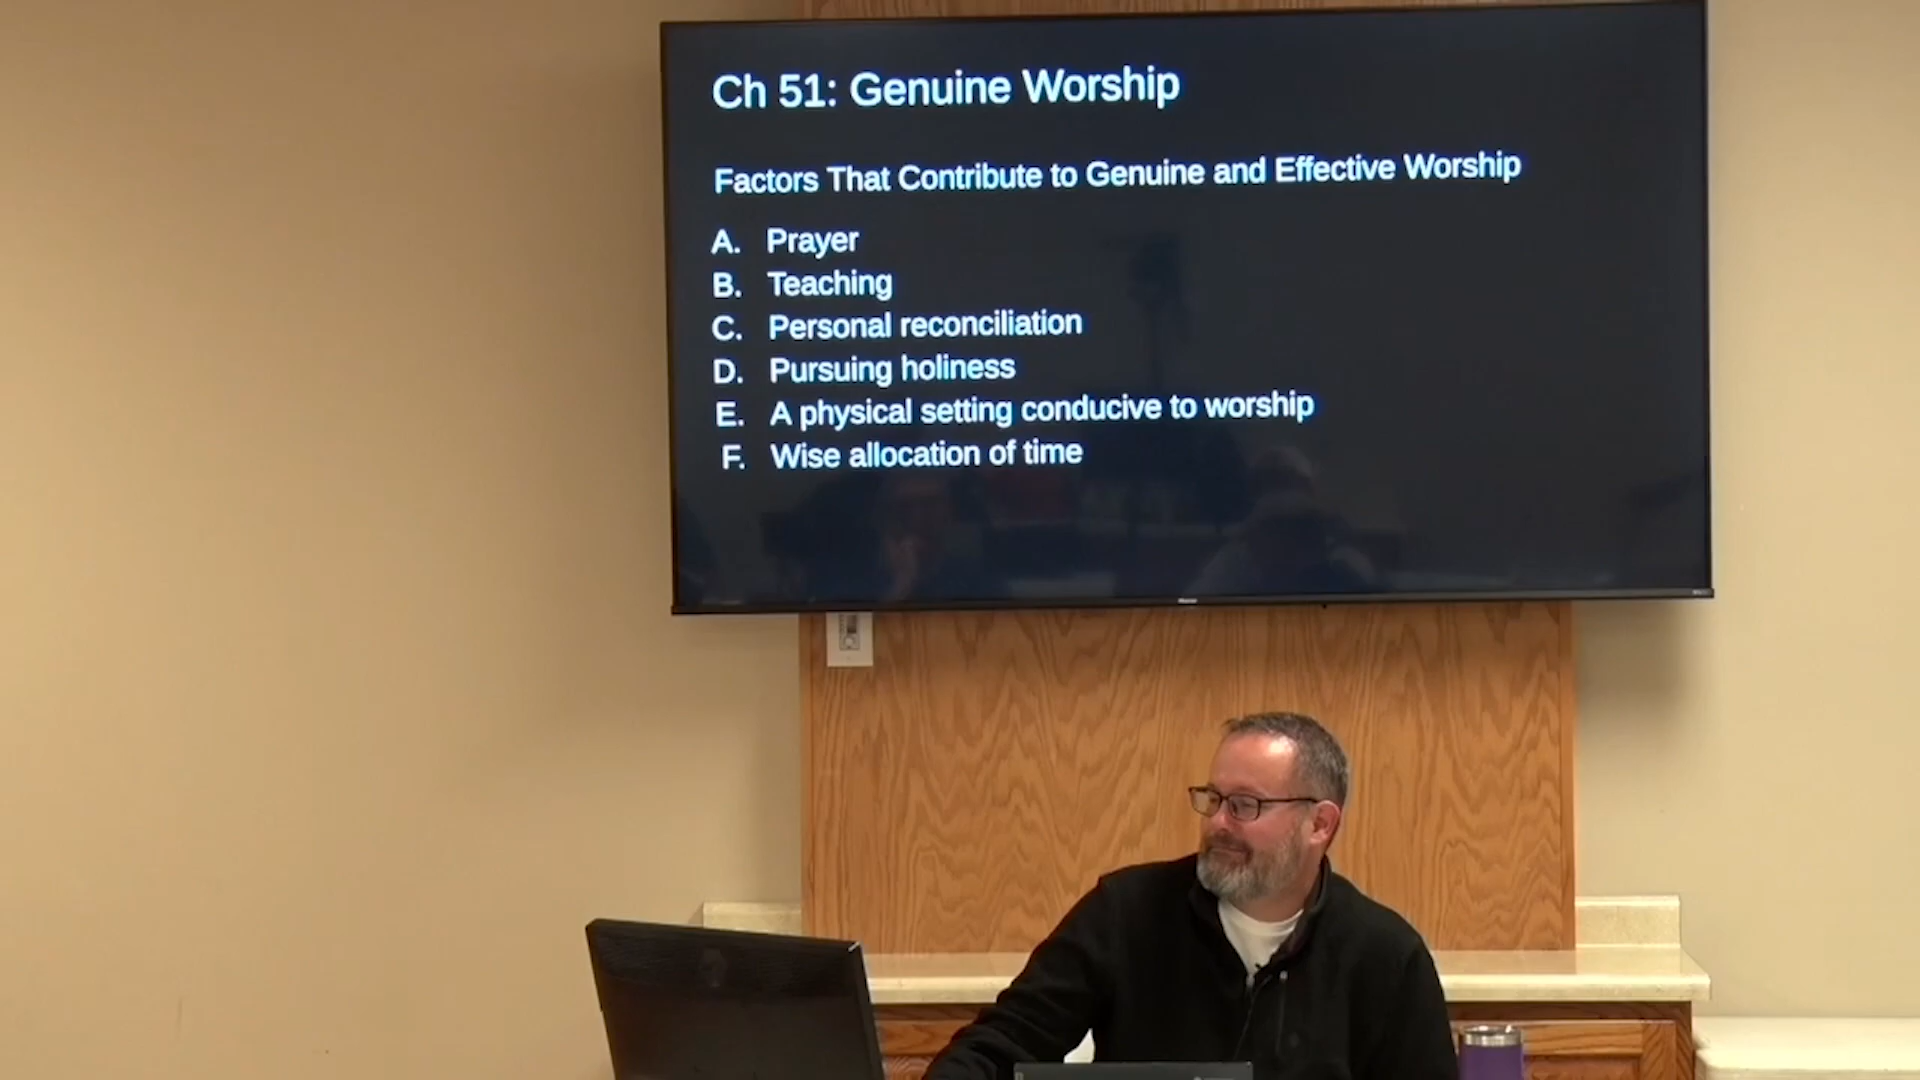 Ch 51: Genuine Worship
Factors That Contribute to Genuine and Effective Worship
A. Prayer
B. Teaching
C. Personal reconciliation
D. Pursuing holiness
E. A physical setting conducive to worship
F. Wise allocation of time